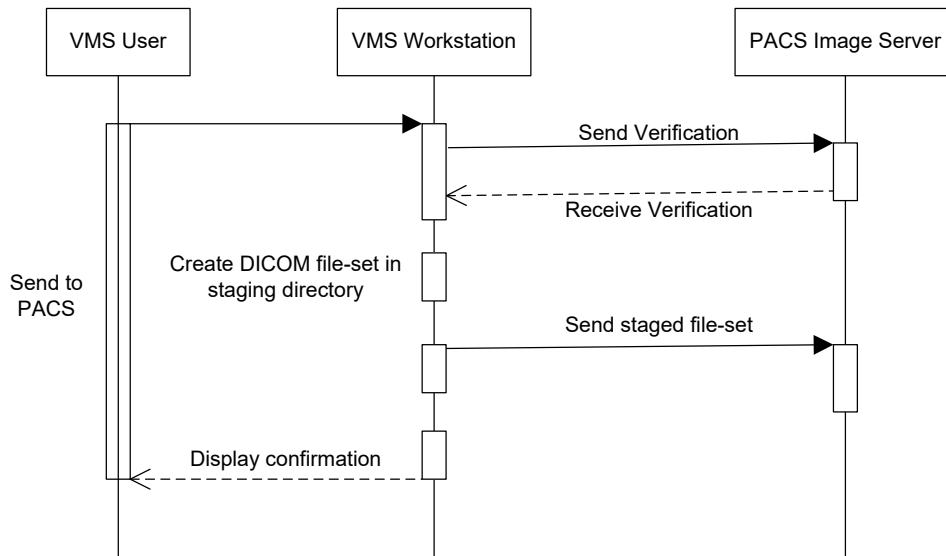 VMS User
VMS Workstation
PACS Image Server
Send Verification
Receive Verification
Create DICOM file-set in
staging directory
Send to
PACS
Send staged file-set
Display confirmation